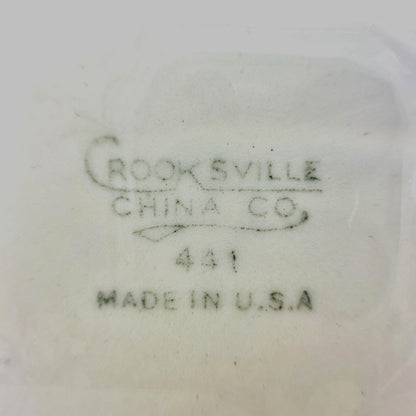 CROOKSVILLE
CHINA CO.
441
MADE IN U.S.A